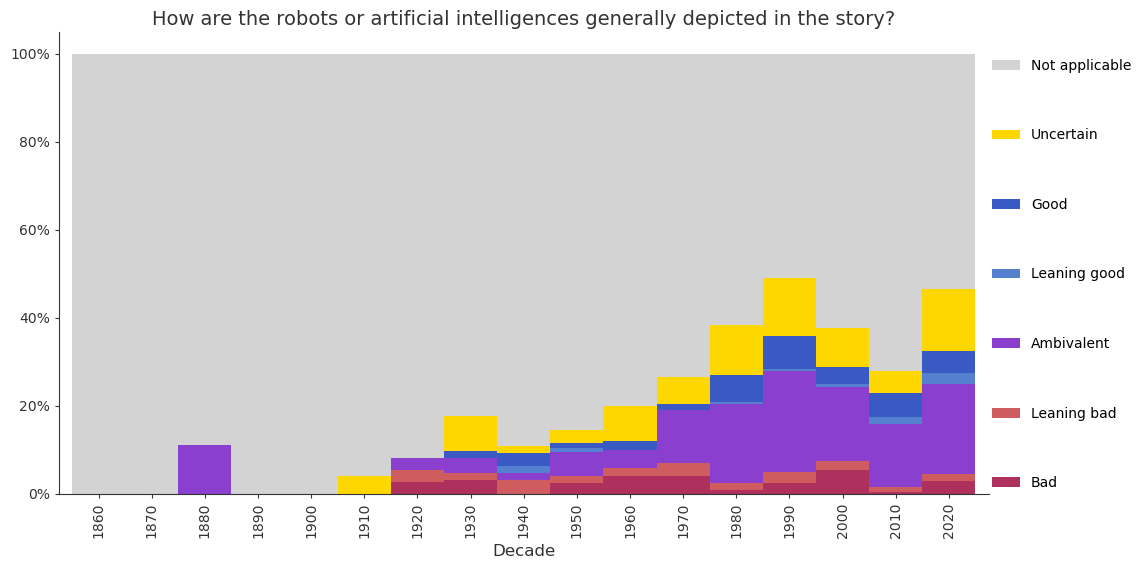 How are the robots or artificial intelligences generally depicted in the story?
100%
80%
60%
40%
20%
0%
1860
1870
1880
1890
1900
1910
1920
1930
1940
1950
1960
1970
1980
1990
2000
2010
2020
Decade
Not applicable
Uncertain
Good
Leaning good
Ambivalent
Leaning bad
Bad